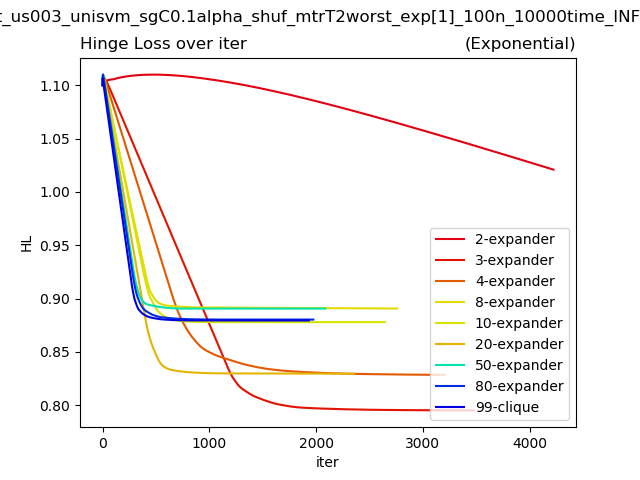 t_us003_unisvm_sgC0.1alpha_shuf_mtrT2worst_exp[1]_100n_10000time_INF
Hinge Loss over iter (Exponential)
1.10
1.05
1.00
0.95
0.90
0.85
0.80
HL
2-expander
3-expander
4-expander
8-expander
10-expander
20-expander
50-expander
80-expander
99-clique
0 1000 2000 3000 4000
iter